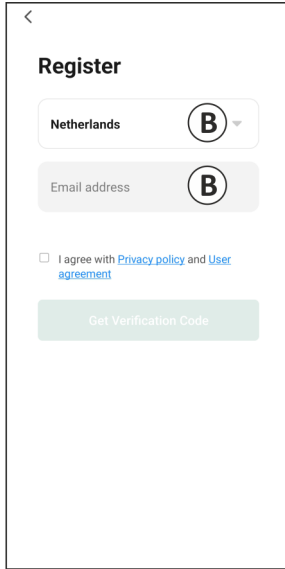 Register
Netherlands B
Email address B
I agree with Privacy policy and User
agreement
Get Verification Code